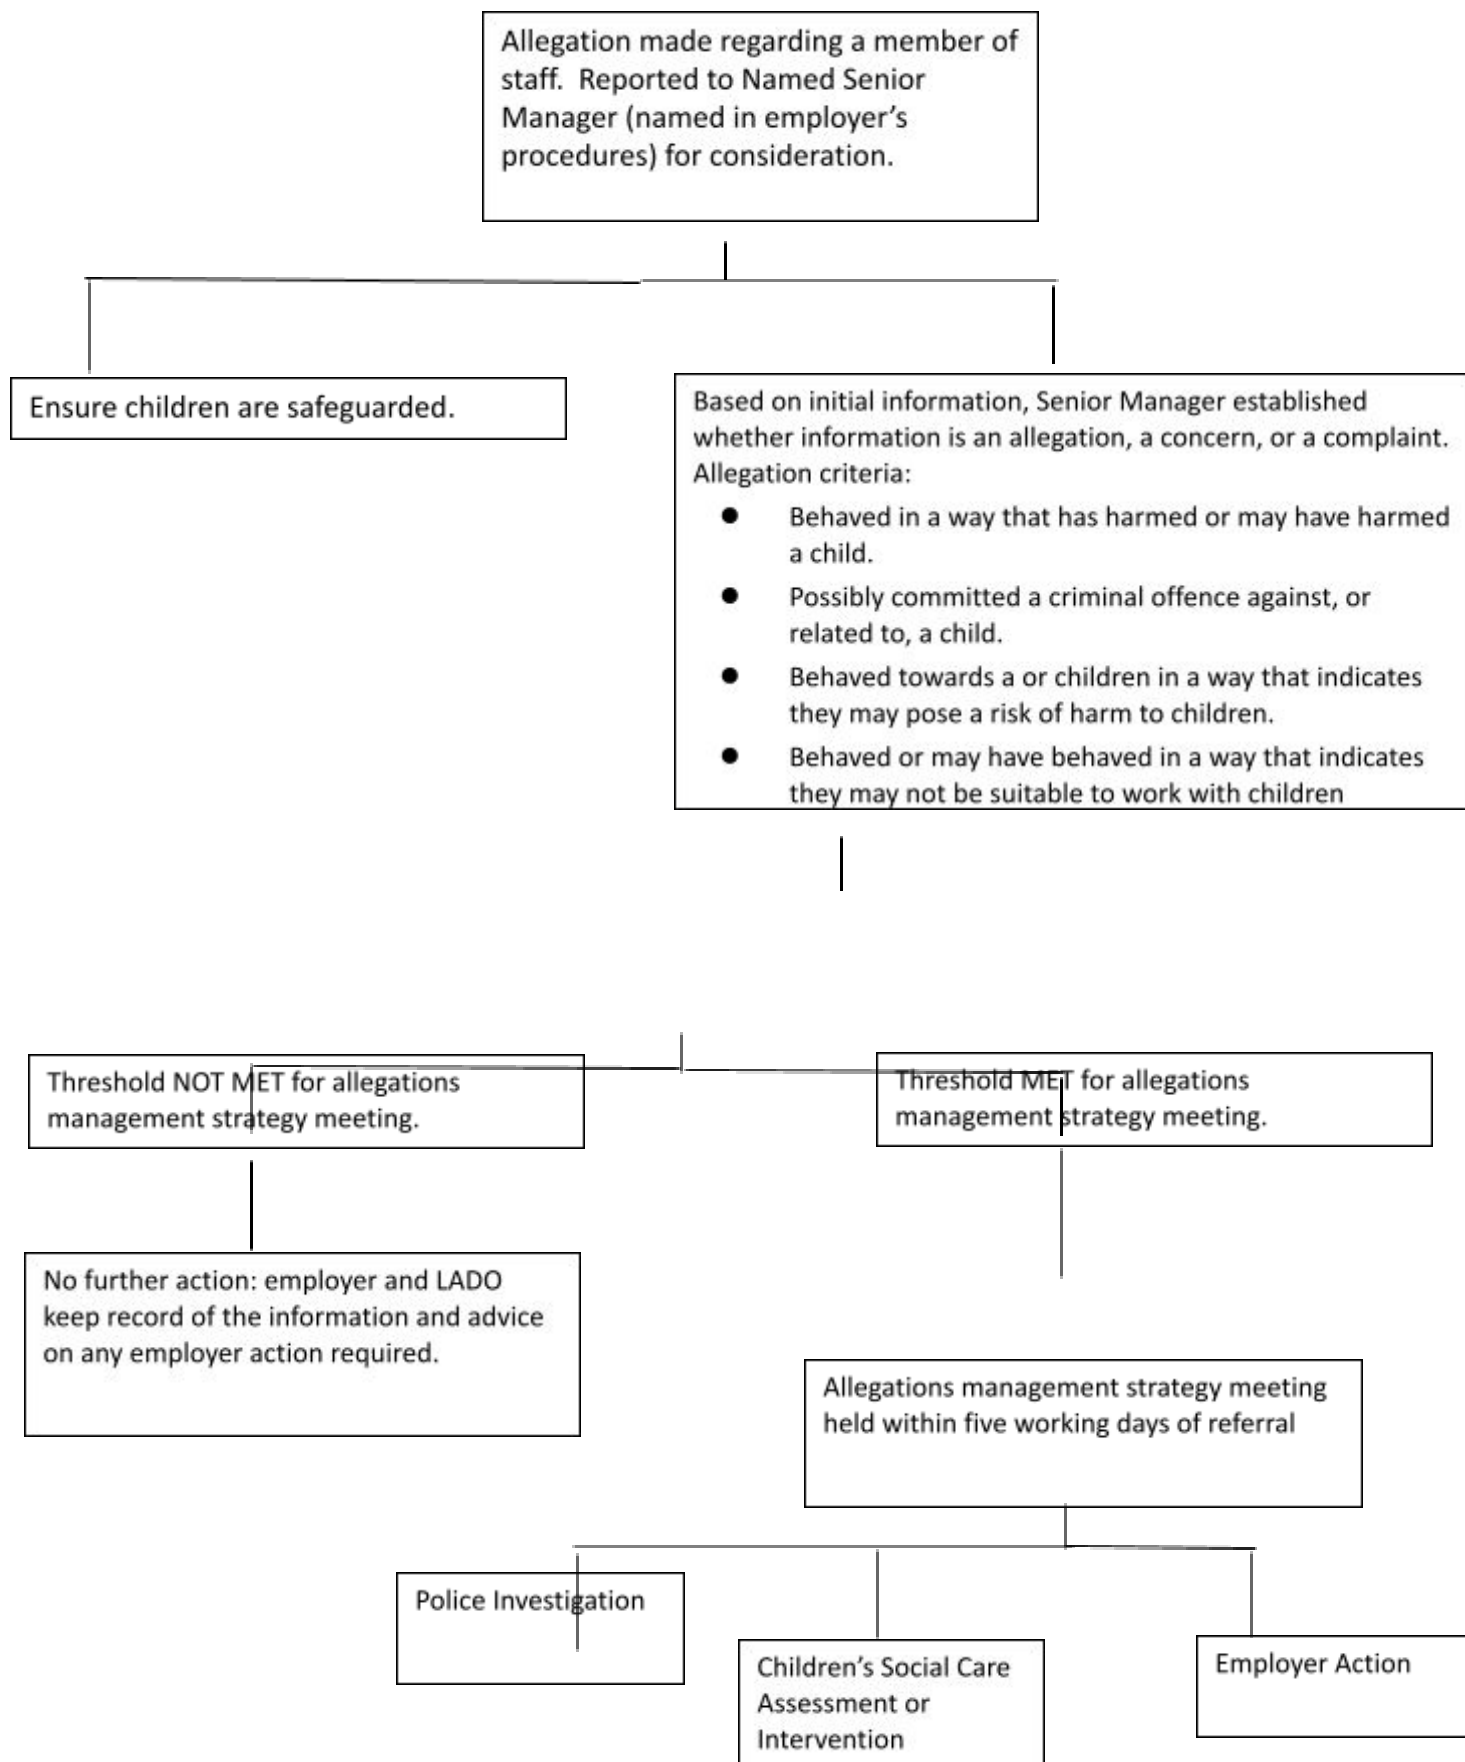 Allegation made regarding a member of
staff.  Reported to Named Senior
Manager (named in employer’s
procedures) for consideration.
Ensure children are safeguarded.
Based on initial information, Senior Manager established
whether information is an allegation, a concern, or a complaint.
Allegation criteria:
● Behaved in a way that has harmed or may have harmed
a child.
● Possibly committed a criminal offence against, or
related to, a child.
● Behaved towards a or children in a way that indicates
they may pose a risk of harm to children.
● Behaved or may have behaved in a way that indicates
they may not be suitable to work with children
Threshold NOT MET for allegations
management strategy meeting.
Threshold MET for allegations
management strategy meeting.
No further action: employer and LADO
keep record of the information and advice
on any employer action required.
Allegations management strategy meeting
held within five working days of referral
Police Investigation
Children’s Social Care
Assessment or
Intervention
Employer Action